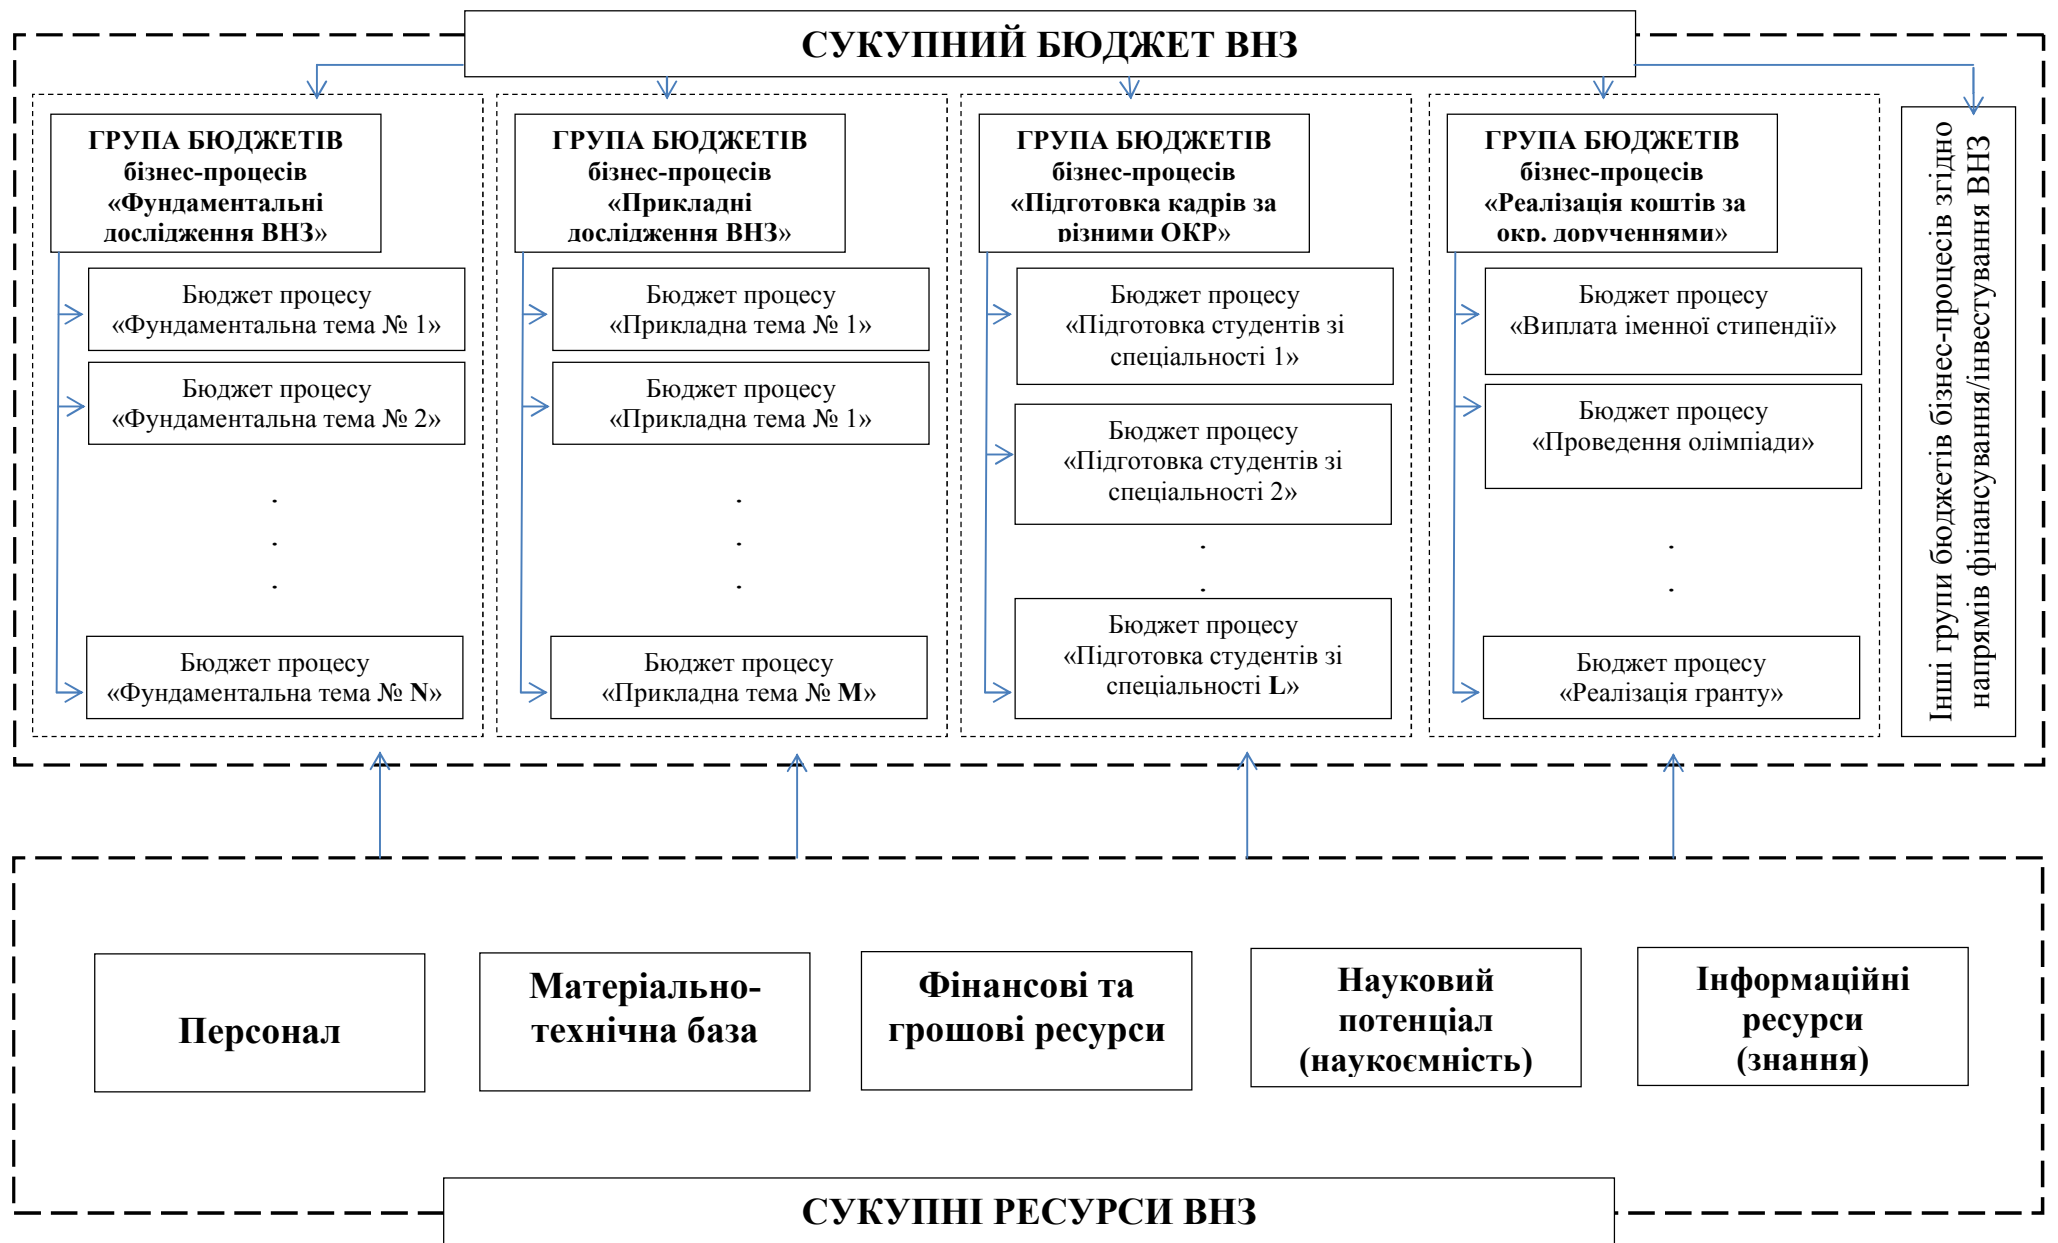 СУКУПНИЙ БЮДЖЕТ ВНЗ
ГРУПА БЮДЖЕТІВ
бізнес-процесів
«Фундаментальні
дослідження ВНЗ»
Бюджет процесу
«Фундаментальна тема № 1»
Бюджет процесу
«Фундаментальна тема № 2»
.
.
.
Бюджет процесу
«Фундаментальна тема № N»
ГРУПА БЮДЖЕТІВ
бізнес-процесів
«Прикладні
дослідження ВНЗ»
Бюджет процесу
«Прикладна тема № 1»
Бюджет процесу
«Прикладна тема № 1»
.
.
.
Бюджет процесу
«Прикладна тема № M»
ГРУПА БЮДЖЕТІВ
бізнес-процесів
«Підготовка кадрів за
різними ОКР»
Бюджет процесу
«Підготовка студентів зі
спеціальності 1»
Бюджет процесу
«Підготовка студентів зі
спеціальності 2»
.
.
Бюджет процесу
«Підготовка студентів зі
спеціальності L»
ГРУПА БЮДЖЕТІВ
бізнес-процесів
«Реалізація коштів за
окр. дорученнями»
Бюджет процесу
«Виплата іменної стипендії»
Бюджет процесу
«Проведення олімпіади»
.
.
Бюджет процесу
«Реалізація гранту»
Інші групи бюджетів бізнес-процесів згідно
напрямів фінансування/інвестування ВНЗ
Персонал
Матеріально-
технічна база
Фінансові та
грошові ресурси
Науковий
потенціал
(наукоємність)
Інформаційні
ресурси
(знання)
СУКУПНІ РЕСУРСИ ВНЗ